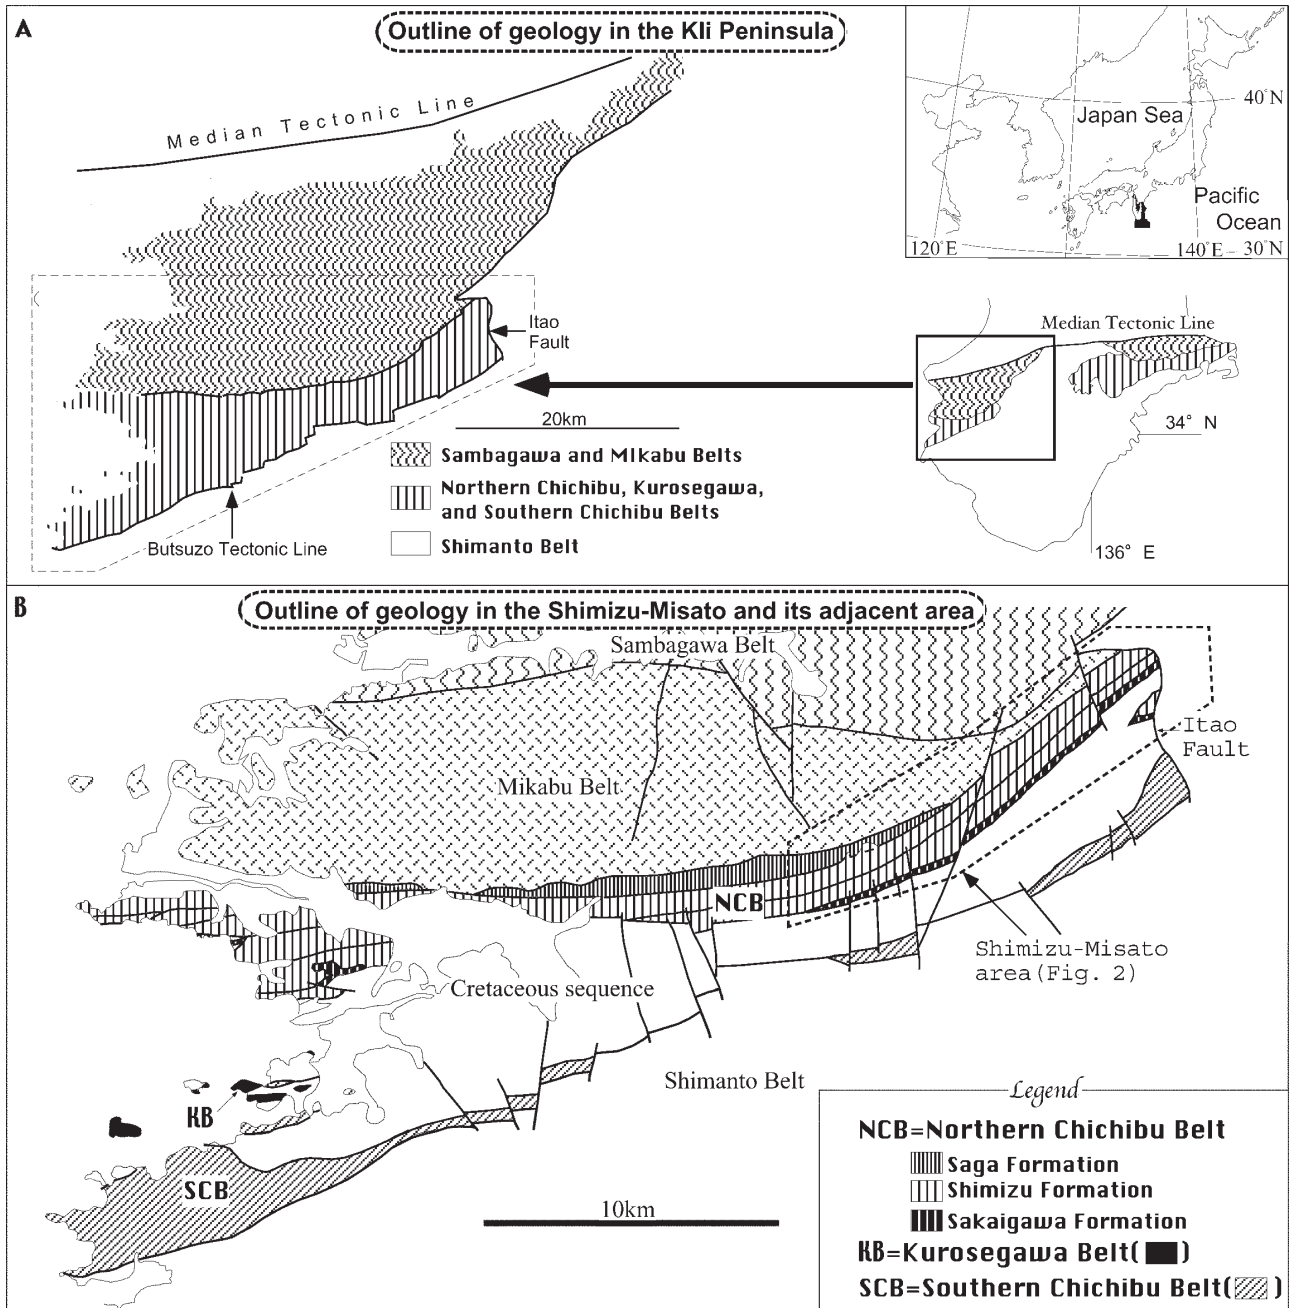 A
Outline of geology in the KIi Peninsula
Median Tectonic Line
Japan Sea
40°N
Pacific
Ocean
120°E
140°E
30°N
Itao
Fault
Median Tectonic Line
20km
34° N
Sambagawa and MIkabu Belts
Northern Chichibu, Kurosegawa,
and Southern Chichibu Belts
Butsuzo Tectonic Line
Shimanto Belt
136° E
B
Outline of geology in the Shimizu-Misato and its adjacent area
Sambagawa Belt
Itao
Fault
Mikabu Belt
NCB
Shimizu-Misato
area(Fig. 2)
Cretaceous sequence
Shimanto Belt
KB
SCB
10km
Legend
NCB=Northern Chichibu Belt
Saga Formation
Shimizu Formation
Sakaigawa Formation
KB=Kurosegawa Belt( )
SCB=Southern Chichibu Belt( )